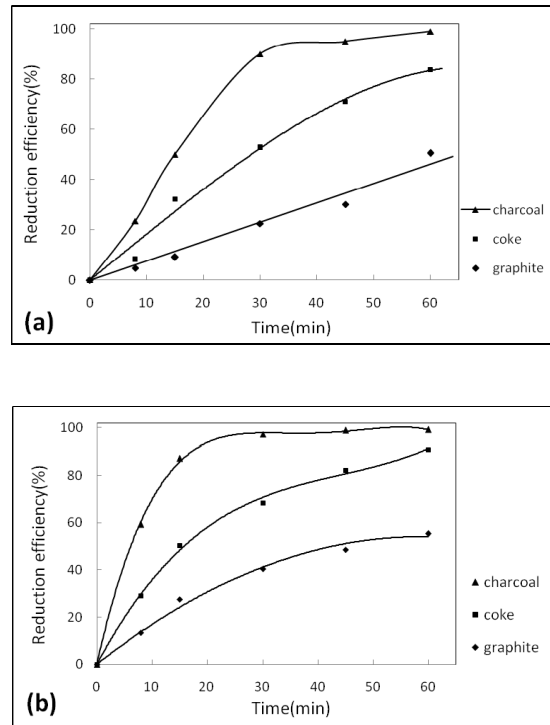 100
80
60
40
20
0
Reduction efficiency(%)
0 10 20 30 40 50 60
Time(min)
charcoal
coke
graphite
(a)
100
80
60
40
20
0
Reduction efficiency(%)
0 10 20 30 40 50 60
Time(min)
charcoal
coke
graphite
(b)